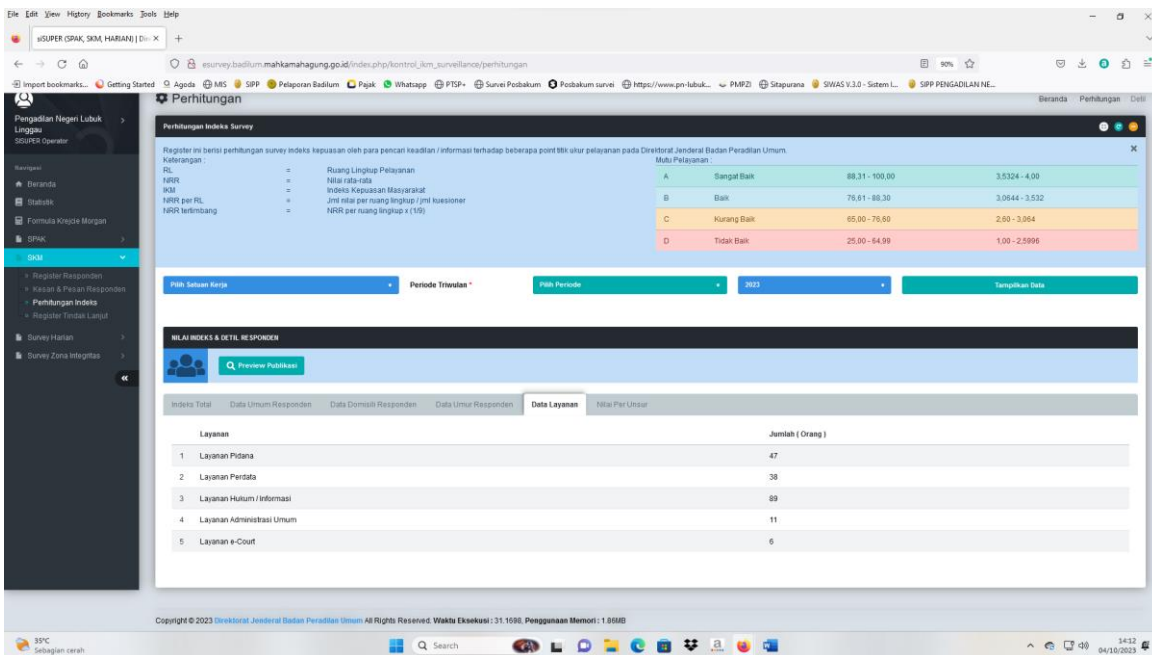 File Edit View History Bookmarks Tools Help
siSUPER (SPAK, SKM, HARIAN) | Di
esurvey.badilum.mahkamahagung.go.id/index.php/kontrol_ikm_surveillance/perhitungan
90%
Import bookmarks... Getting Started Agoda MIS SIPP Pelaporan Badilum Pajak Whatsapp PTSP+ Survei Posbakum Posbakum survei https://www.pn-lubuk... PMPZI Sitapurana SIWAS V.3.0 - Sistem I... SIPP PENGADILAN NE...
Pengadilan Negeri Lubuk Linggau
SISUPER Operator
Navigasi
Beranda
Statistik
Formula Krejcie Morgan
SPAK
SKM
Register Responden
Kesan & Pesan Responden
Perhitungan Indeks
Register Tindak Lanjut
Survey Harian
Survey Zona Integritas
Perhitungan
Beranda Perhitungan Detil
Perhitungan Indeks Survey
Register ini berisi perhitungan survey indeks kepuasan oleh para pencari keadilan / informasi terhadap beberapa point titik ukur pelayanan pada Direktorat Jenderal Badan Peradilan Umum.
Keterangan :
RL = Ruang Lingkup Pelayanan
NRR = Nilai rata-rata
IKM = Indeks Kepuasan Masyarakat
NRR per RL = Jml nilai per ruang lingkup / jml kuesioner
NRR tertimbang = NRR per ruang lingkup x (1/9)
Mutu Pelayanan :
A Sangat Baik 88,31 - 100,00 3,5324 - 4,00
B Baik 76,61 - 88,30 3,0644 - 3,532
C Kurang Baik 65,00 - 76,60 2,60 - 3,064
D Tidak Baik 25,00 - 64,99 1,00 - 2,5996
Pilih Satuan Kerja Periode Triwulan * Pilih Periode 2023 Tampilkan Data
NILAI INDEKS & DETIL RESPONDEN
Preview Publikasi
Indeks Total Data Umum Responden Data Domisili Responden Data Umur Responden Data Layanan Nilai Per Unsur
Layanan Jumlah ( Orang )
1 Layanan Pidana 47
2 Layanan Perdata 38
3 Layanan Hukum / Informasi 89
4 Layanan Administrasi Umum 11
5 Layanan e-Court 6
Copyright © 2023 Direktorat Jenderal Badan Peradilan Umum All Rights Reserved. Waktu Eksekusi : 31.1698. Penggunaan Memori : 1.86MB
35°C
Sebagian cerah
Search
14:12
04/10/2023